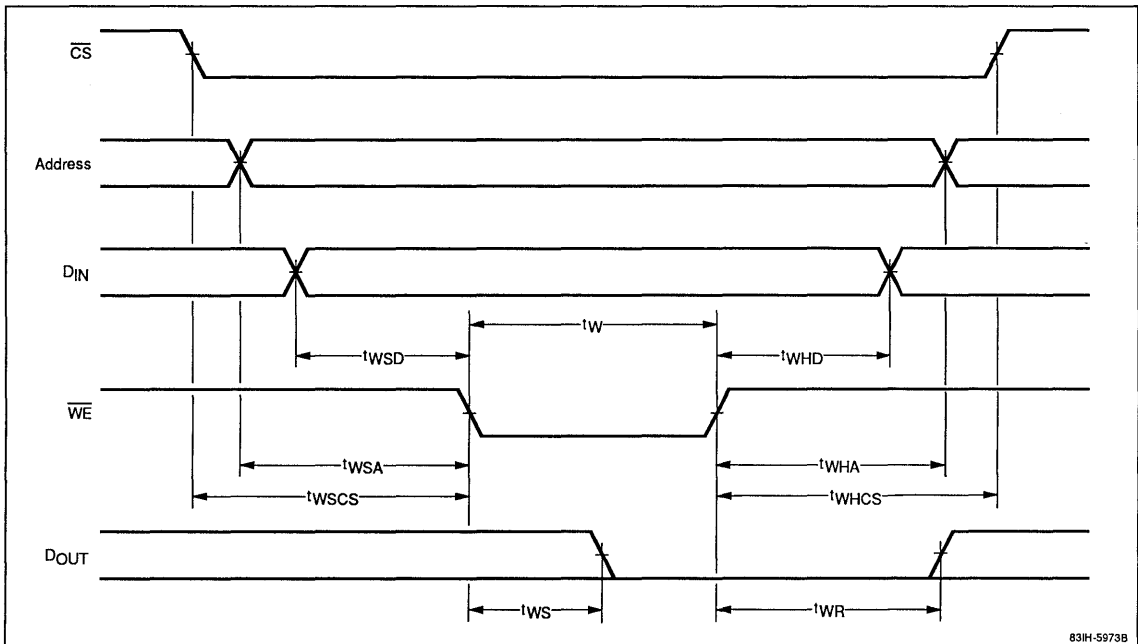 CS
Address
DIN
tW
tWSD
tWHD
WE
tWSA
tWHA
tWSCS
tWHCS
DOUT
tWS
tWR
83IH-5973B